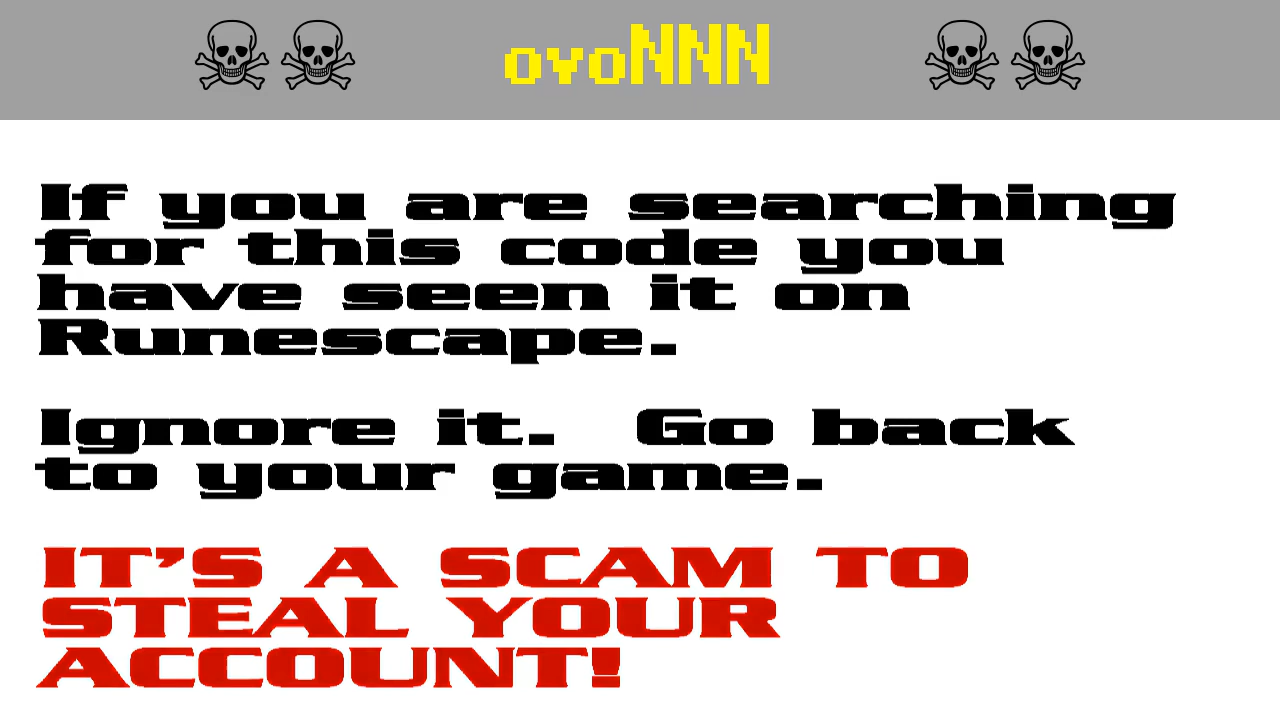 ovoNNN
If you are searching
for this code you
have seen it on
Runescape.
Ignore it. Go back
to your game.
IT'S A SCAM TO
STEAL YOUR
ACCOUNT!